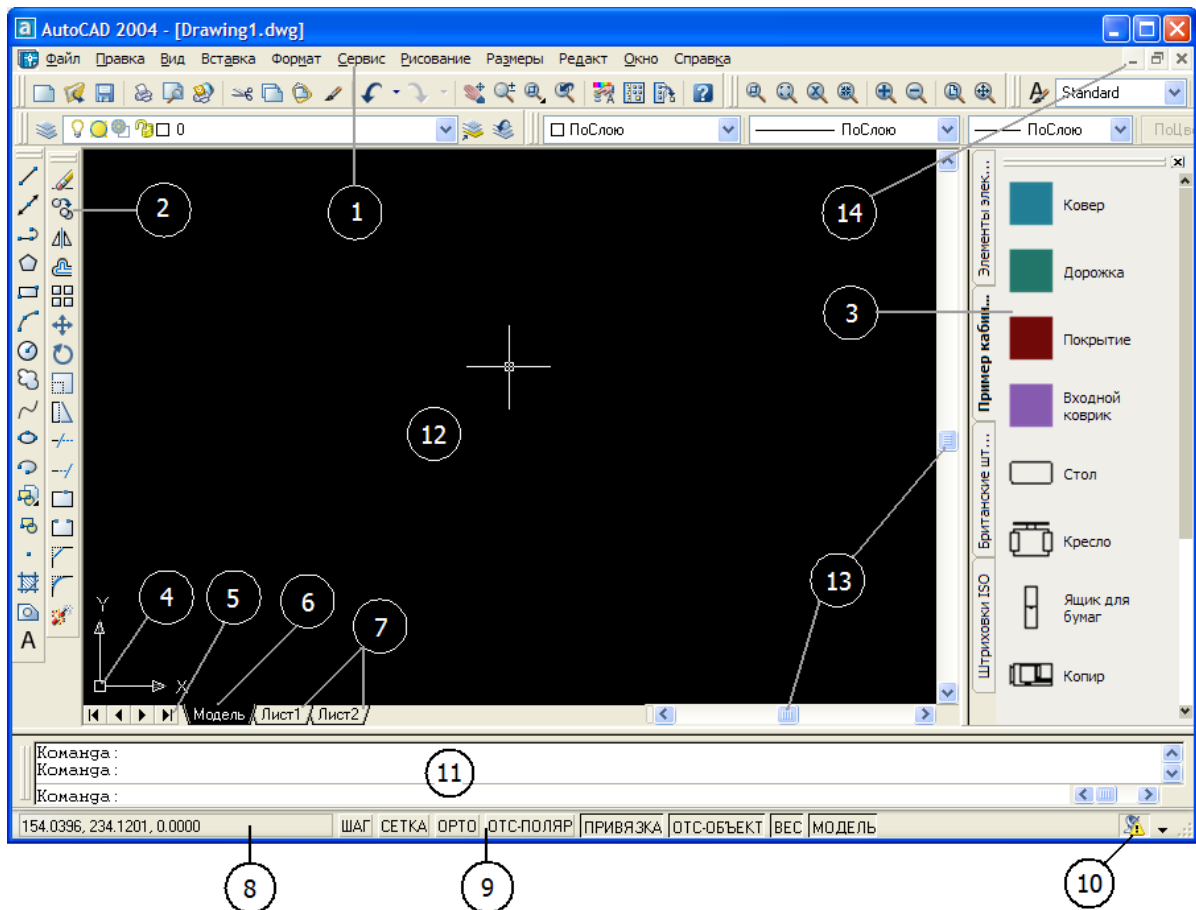 AutoCAD 2004 - [Drawing1.dwg]
Файл Правка Вид Вставка Формат Сервис Рисование Размеры Редакт Окно Справка
Standard
0 ПоСлою ПоСлою ПоСлою ПоЦв
2
1
14
3
12
13
4
5
6
7
Элементы элек...
Пример кабин...
Британские шт...
Штриховки ISO
Ковер
Дорожка
Покрытие
Входной
коврик
Стол
Кресло
Ящик для
бумаг
Копир
Y
X
Модель Лист1 Лист2
Команда:
Команда:
Команда:
11
154.0396, 234.1201, 0.0000 ШАГ СЕТКА ОРТО ОТС-ПОЛЯР ПРИВЯЗКА ОТС-ОБЪЕКТ ВЕС МОДЕЛЬ
8
9
10